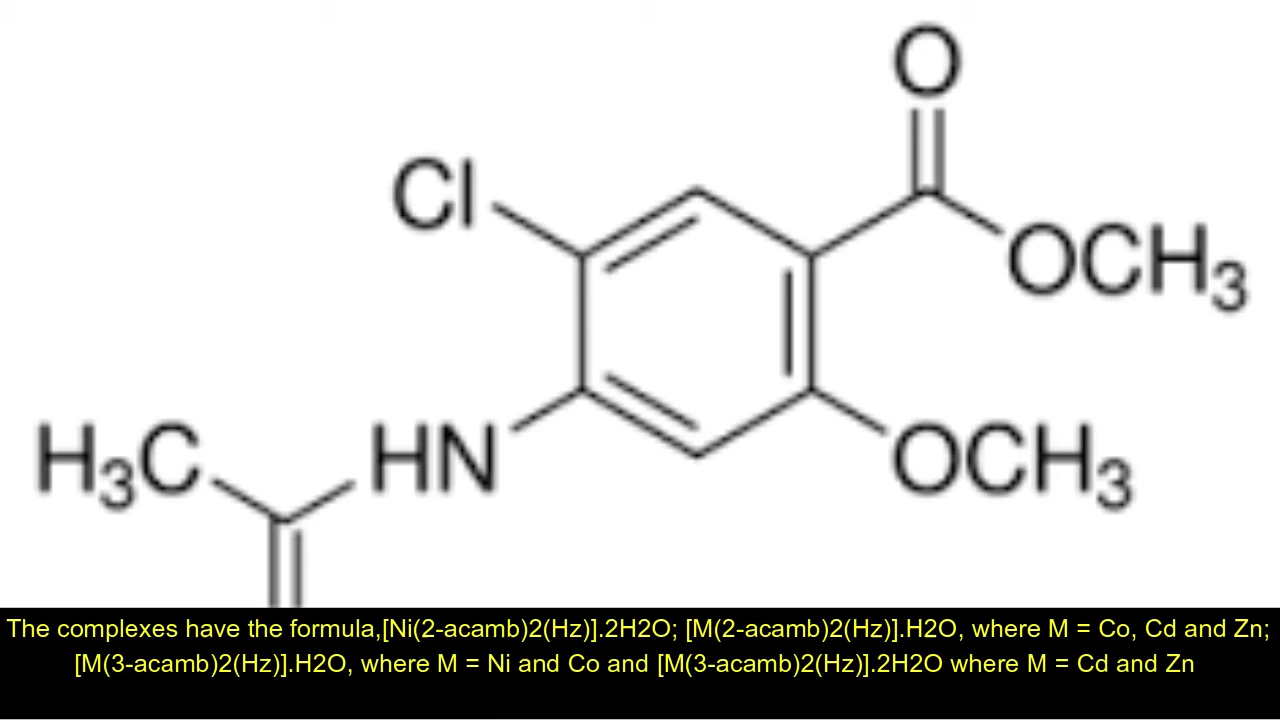 O
Cl
OCH3
H3C
HN
OCH3
The complexes have the formula,[Ni(2-acamb)2(Hz)].2H2O; [M(2-acamb)2(Hz)].H2O, where M = Co, Cd and Zn;
[M(3-acamb)2(Hz)].H2O, where M = Ni and Co and [M(3-acamb)2(Hz)].2H2O where M = Cd and Zn